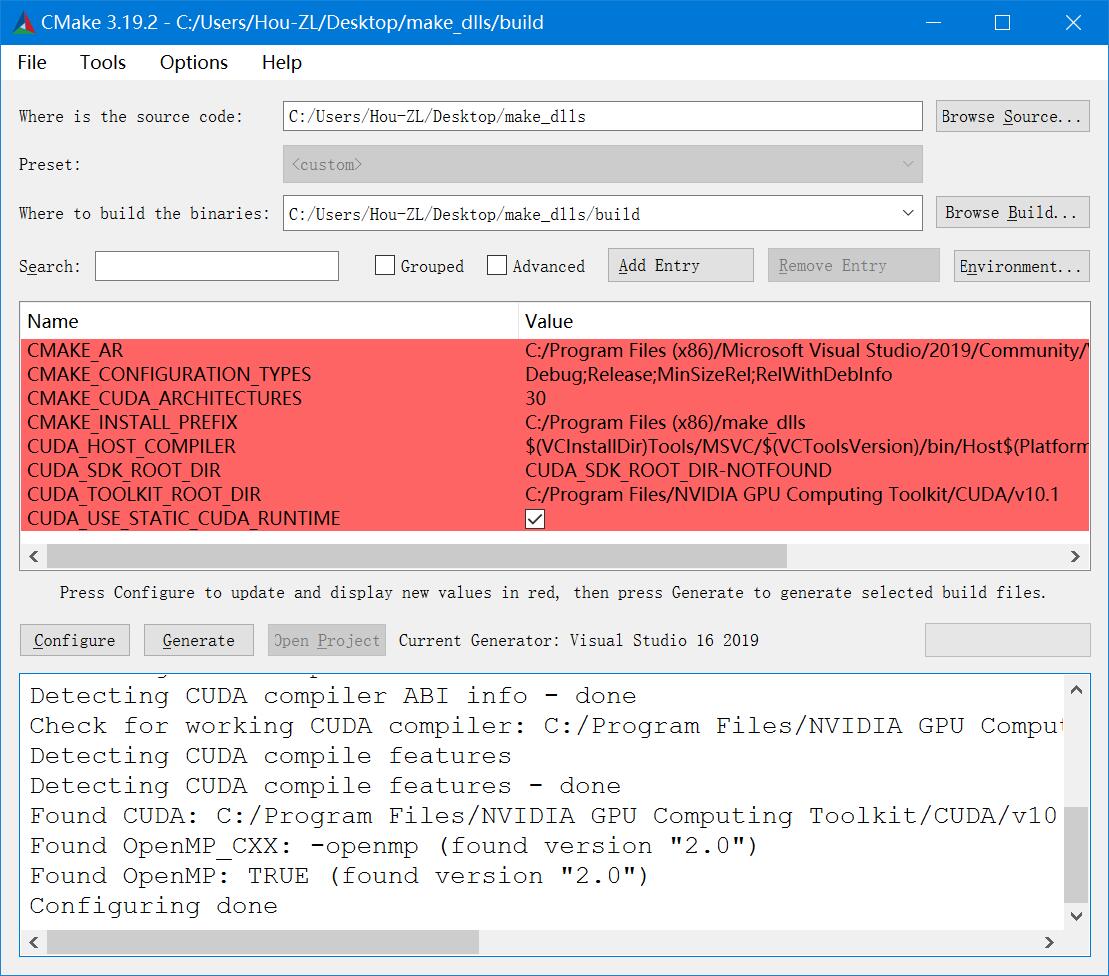 CMake 3.19.2 - C:/Users/Hou-ZL/Desktop/make_dlls/build
File Tools Options Help
Where is the source code: C:/Users/Hou-ZL/Desktop/make_dlls Browse Source...
Preset: <custom>
Where to build the binaries: C:/Users/Hou-ZL/Desktop/make_dlls/build Browse Build...
Search: Grouped Advanced Add Entry Remove Entry Environment...
Name Value
CMAKE_AR C:/Program Files (x86)/Microsoft Visual Studio/2019/Community/
CMAKE_CONFIGURATION_TYPES Debug;Release;MinSizeRel;RelWithDebInfo
CMAKE_CUDA_ARCHITECTURES 30
CMAKE_INSTALL_PREFIX C:/Program Files (x86)/make_dlls
CUDA_HOST_COMPILER $(VCInstallDir)Tools/MSVC/$(VCToolsVersion)/bin/Host$(Platform
CUDA_SDK_ROOT_DIR CUDA_SDK_ROOT_DIR-NOTFOUND
CUDA_TOOLKIT_ROOT_DIR C:/Program Files/NVIDIA GPU Computing Toolkit/CUDA/v10.1
CUDA_USE_STATIC_CUDA_RUNTIME
Press Configure to update and display new values in red, then press Generate to generate selected build files.
Configure Generate Open Project Current Generator: Visual Studio 16 2019
Detecting CUDA compiler ABI info - done
Check for working CUDA compiler: C:/Program Files/NVIDIA GPU Comput
Detecting CUDA compile features
Detecting CUDA compile features - done
Found CUDA: C:/Program Files/NVIDIA GPU Computing Toolkit/CUDA/v10
Found OpenMP_CXX: -openmp (found version "2.0")
Found OpenMP: TRUE (found version "2.0")
Configuring done